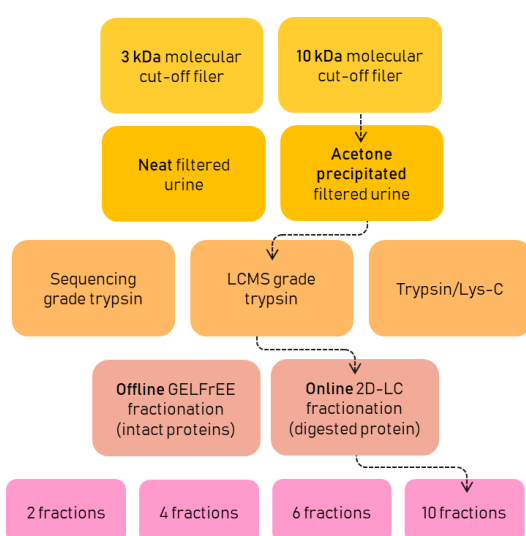 3 kDa molecular
cut-off filer
10 kDa molecular
cut-off filer
Neat filtered
urine
Acetone
precipitated
filtered urine
Sequencing
grade trypsin
LCMS grade
trypsin
Trypsin/Lys-C
Offline GELFrEE
fractionation
(intact proteins)
Online 2D-LC
fractionation
(digested protein)
2 fractions
4 fractions
6 fractions
10 fractions